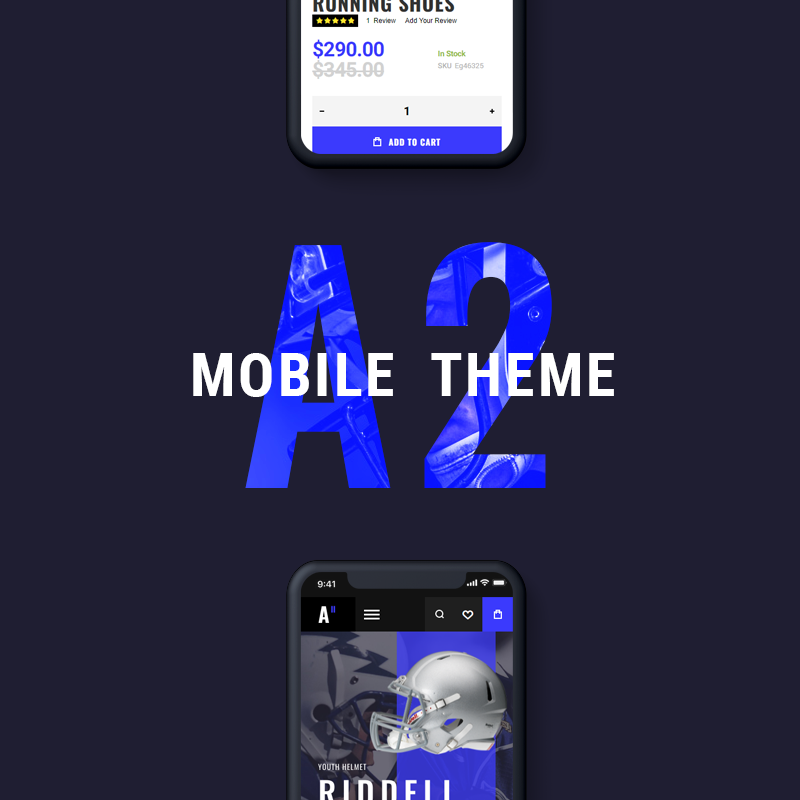 RUNNING SHOES
1 Review Add Your Review
$290.00
In Stock
$345.00
SKU Eg46325
- 1 +
ADD TO CART
A2
MOBILE THEME
9:41
A"
YOUTH HELMET
RIDDELL